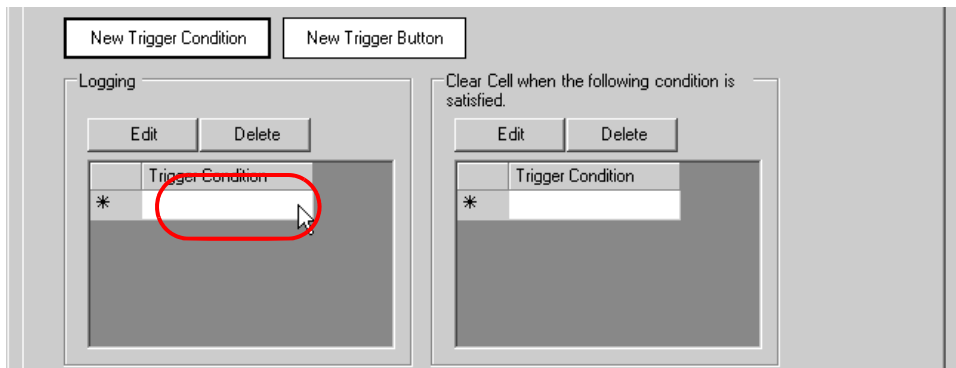 New Trigger Condition
New Trigger Button
Logging
Edit
Delete
Trigger Condition
*
Clear Cell when the following condition is
satisfied.
Edit
Delete
Trigger Condition
*